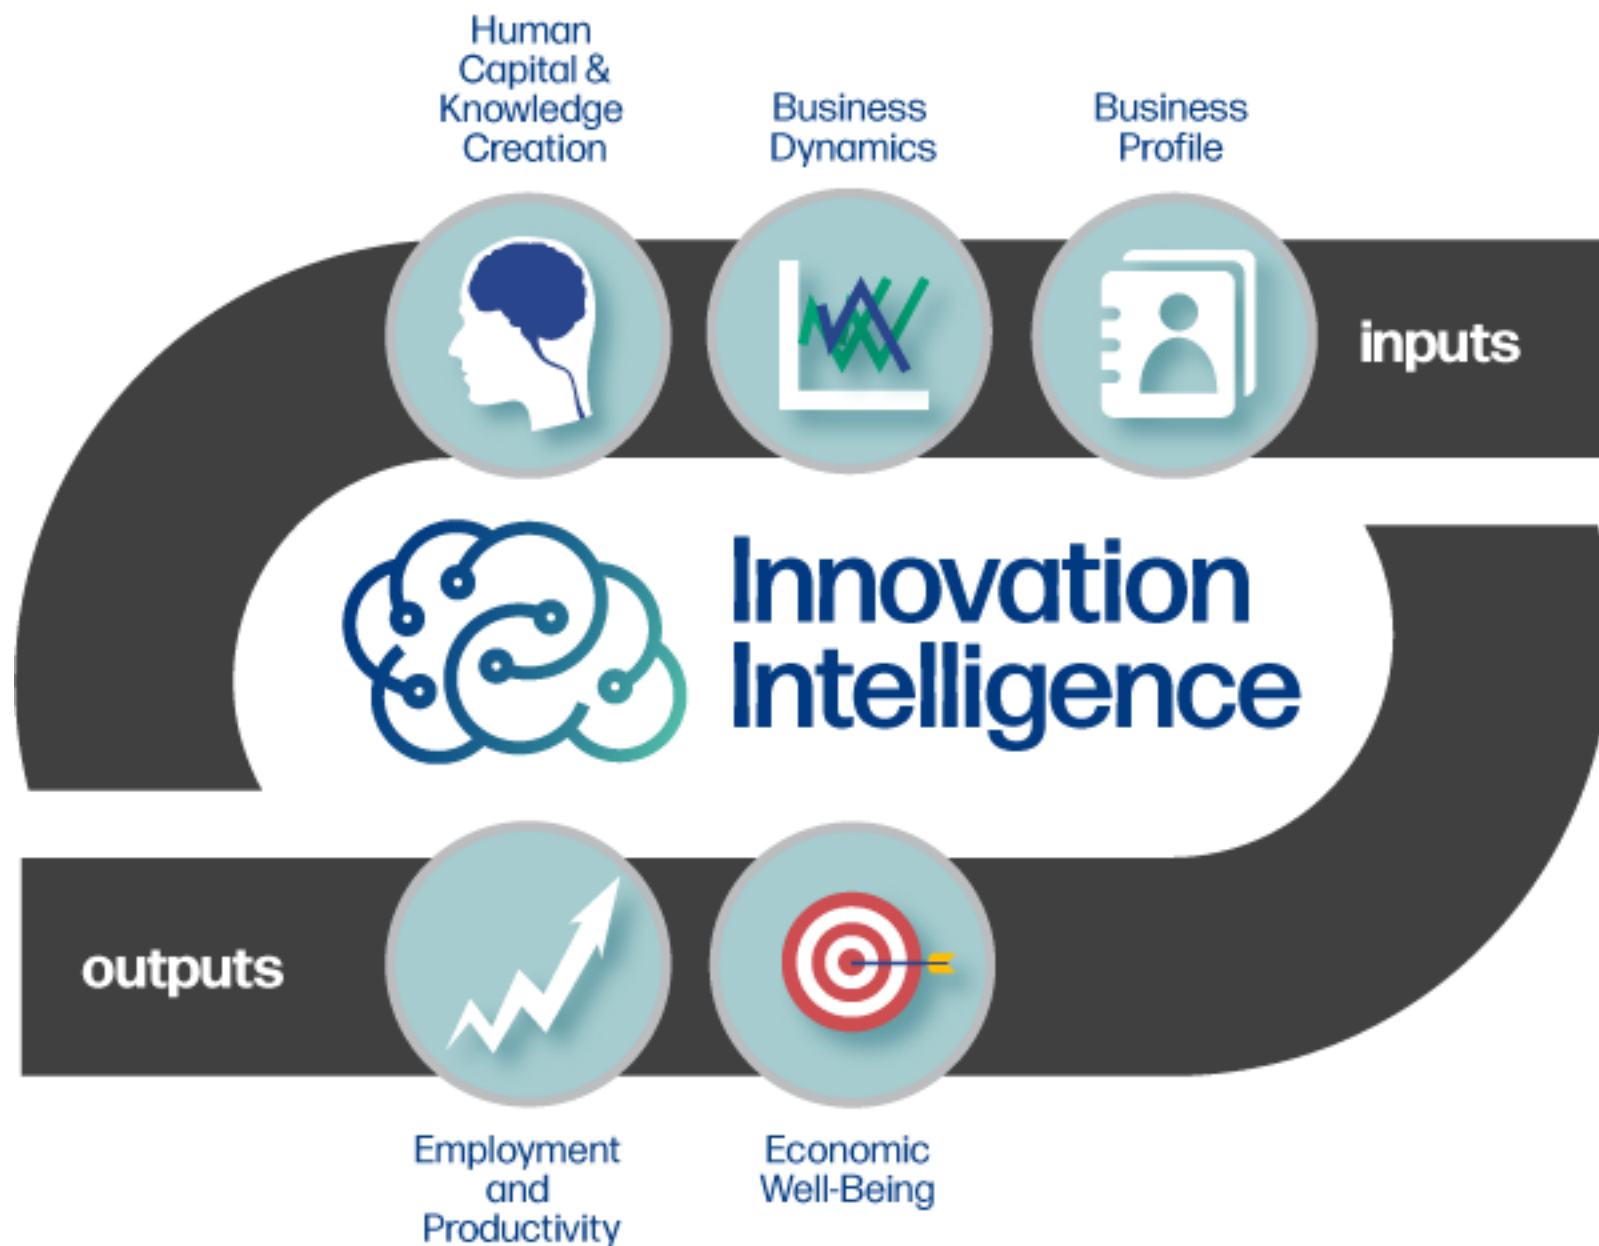 Human
Capital &
Knowledge
Creation
Business
Dynamics
Business
Profile
inputs
Innovation
Intelligence
outputs
Employment
and
Productivity
Economic
Well-Being